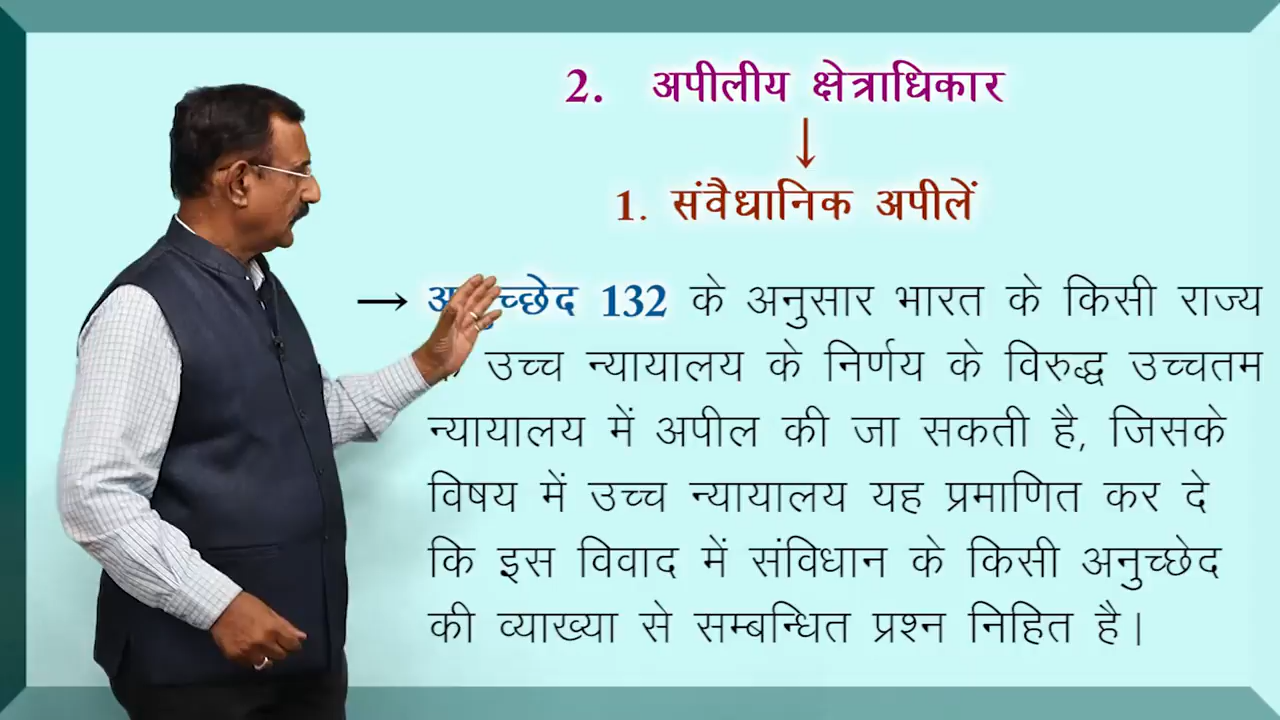 2. अपीलीय क्षेत्राधिकार
↓
1. संवैधानिक अपीलें
→ अनुच्छेद 132 के अनुसार भारत के किसी राज्य
के उच्च न्यायालय के निर्णय के विरुद्ध उच्चतम
न्यायालय में अपील की जा सकती है, जिसके
विषय में उच्च न्यायालय यह प्रमाणित कर दे
कि इस विवाद में संविधान के किसी अनुच्छेद
की व्याख्या से सम्बन्धित प्रश्न निहित है।